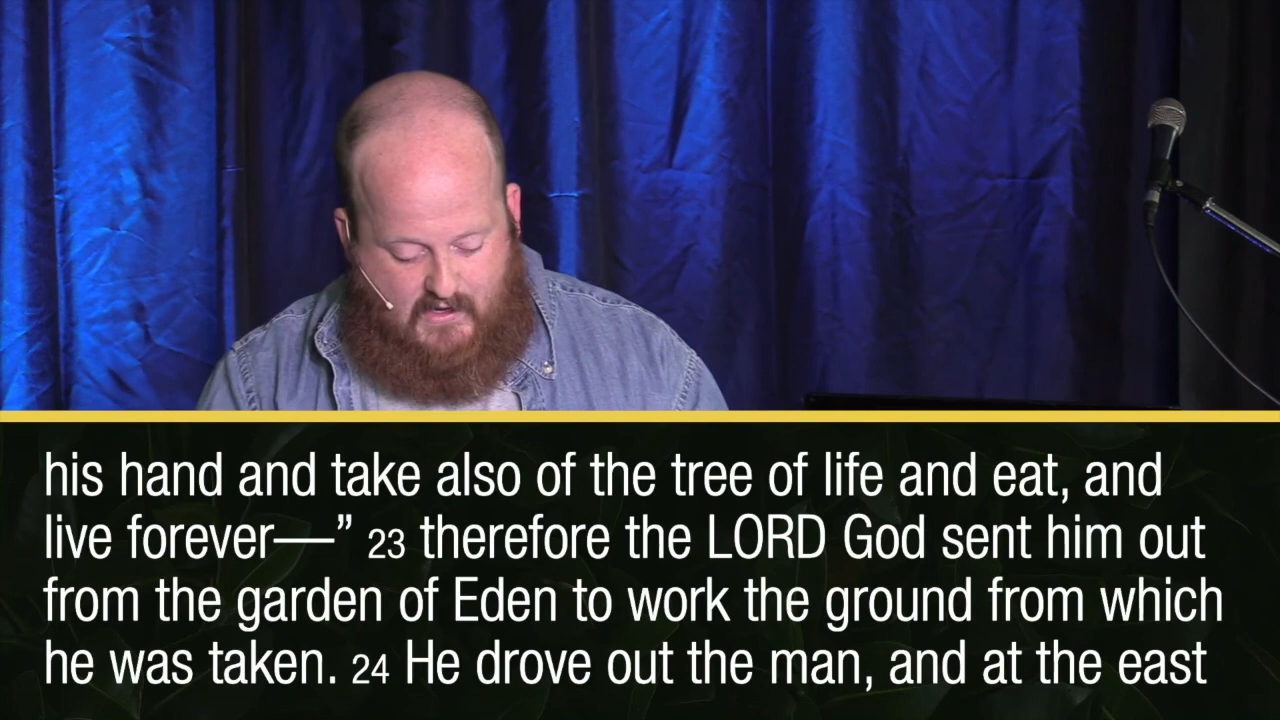 his hand and take also of the tree of life and eat, and
live forever—” 23 therefore the LORD God sent him out
from the garden of Eden to work the ground from which
he was taken. 24 He drove out the man, and at the east